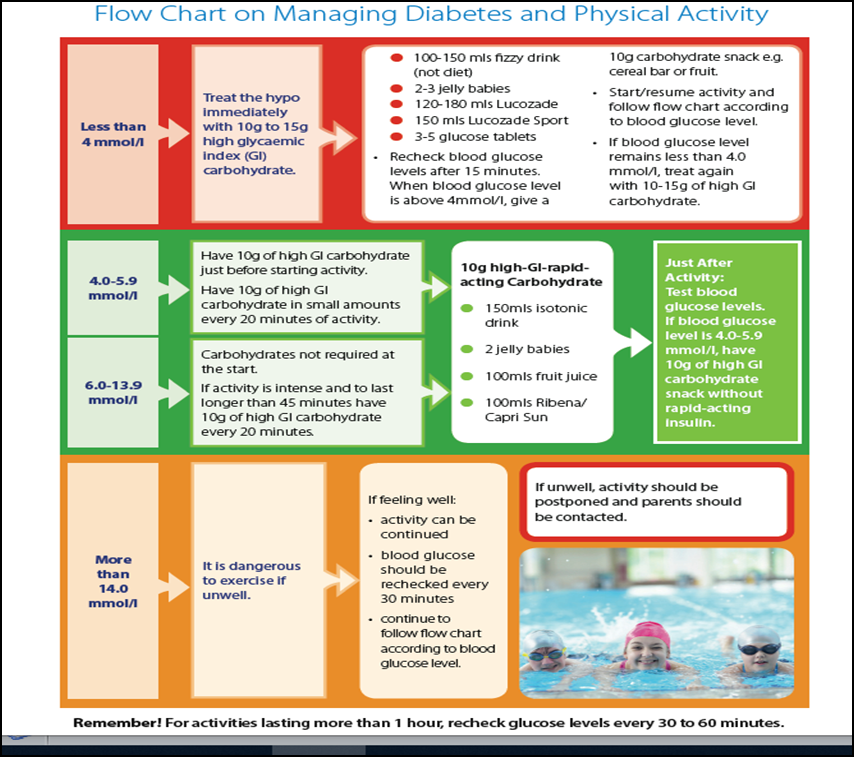 Flow Chart on Managing Diabetes and Physical Activity
Less than
4 mmol/l
Treat the hypo
immediately
with 10g to 15g
high glycaemic
index (GI)
carbohydrate.
100-150 mls fizzy drink
(not diet)
2-3 jelly babies
120-180 mls Lucozade
150 mls Lucozade Sport
3-5 glucose tablets
• Recheck blood glucose
levels after 15 minutes.
When blood glucose level
is above 4mmol/l, give a
10g carbohydrate snack e.g.
cereal bar or fruit.
• Start/resume activity and
follow flow chart according
to blood glucose level.
• If blood glucose level
remains less than 4.0
mmol/l, treat again
with 10-15g of high GI
carbohydrate.
4.0-5.9
mmol/l
Have 10g of high GI carbohydrate
just before starting activity.
Have 10g of high GI
carbohydrate in small amounts
every 20 minutes of activity.
6.0-13.9
mmol/l
Carbohydrates not required at
the start.
If activity is intense and to last
longer than 45 minutes have
10g of high GI carbohydrate
every 20 minutes.
10g high-GI-rapid-
acting Carbohydrate
150mls isotonic
drink
2 jelly babies
100mls fruit juice
100mls Ribena/
Capri Sun
Just After
Activity:
Test blood
glucose levels.
If blood glucose
level is 4.0-5.9
mmol/l, have
10g of high GI
carbohydrate
snack without
rapid-acting
insulin.
More
than
14.0
mmol/l
It is dangerous
to exercise if
unwell.
If feeling well:
• activity can be
continued
• blood glucose
should be
rechecked every
30 minutes
• continue to
follow flow chart
according to blood
glucose level.
If unwell, activity should be
postponed and parents should
be contacted.
Remember! For activities lasting more than 1 hour, recheck glucose levels every 30 to 60 minutes.